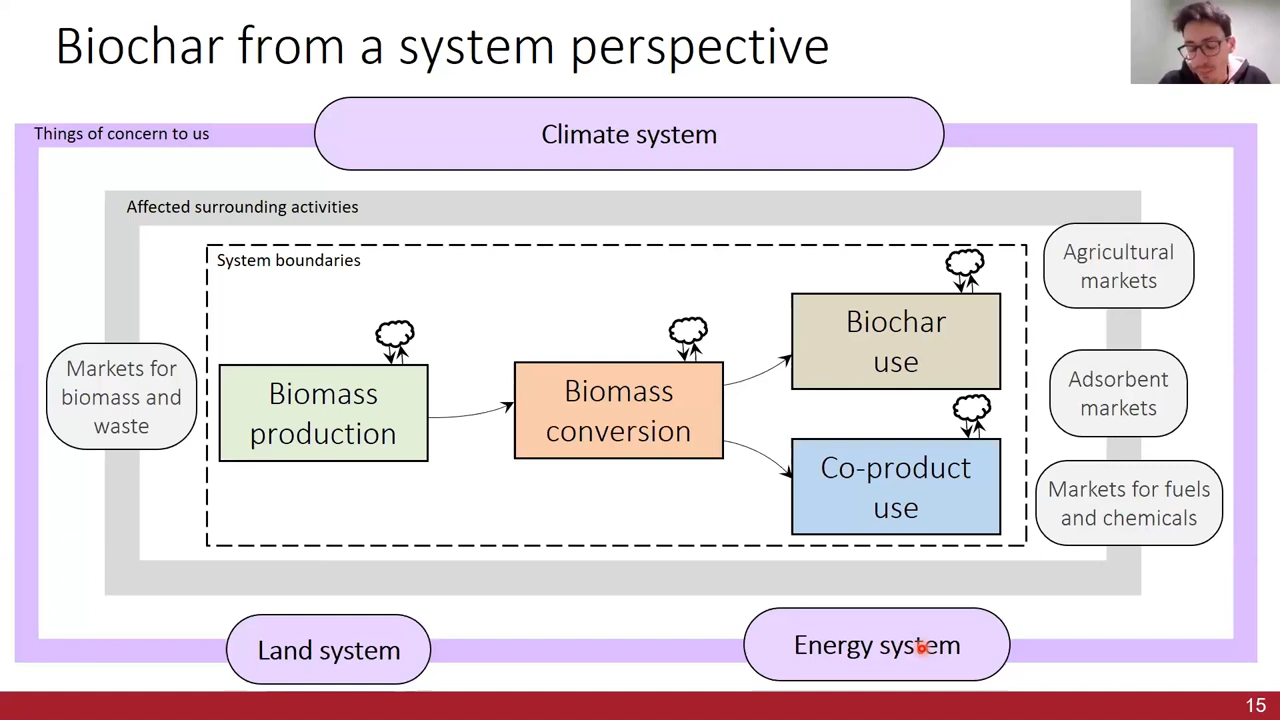 Biochar from a system perspective
Things of concern to us
Climate system
Affected surrounding activities
System boundaries
Agricultural
markets
Biochar
use
Markets for
biomass and
waste
Biomass
production
Biomass
conversion
Adsorbent
markets
Co-product
use
Markets for fuels
and chemicals
Land system
Energy system
15